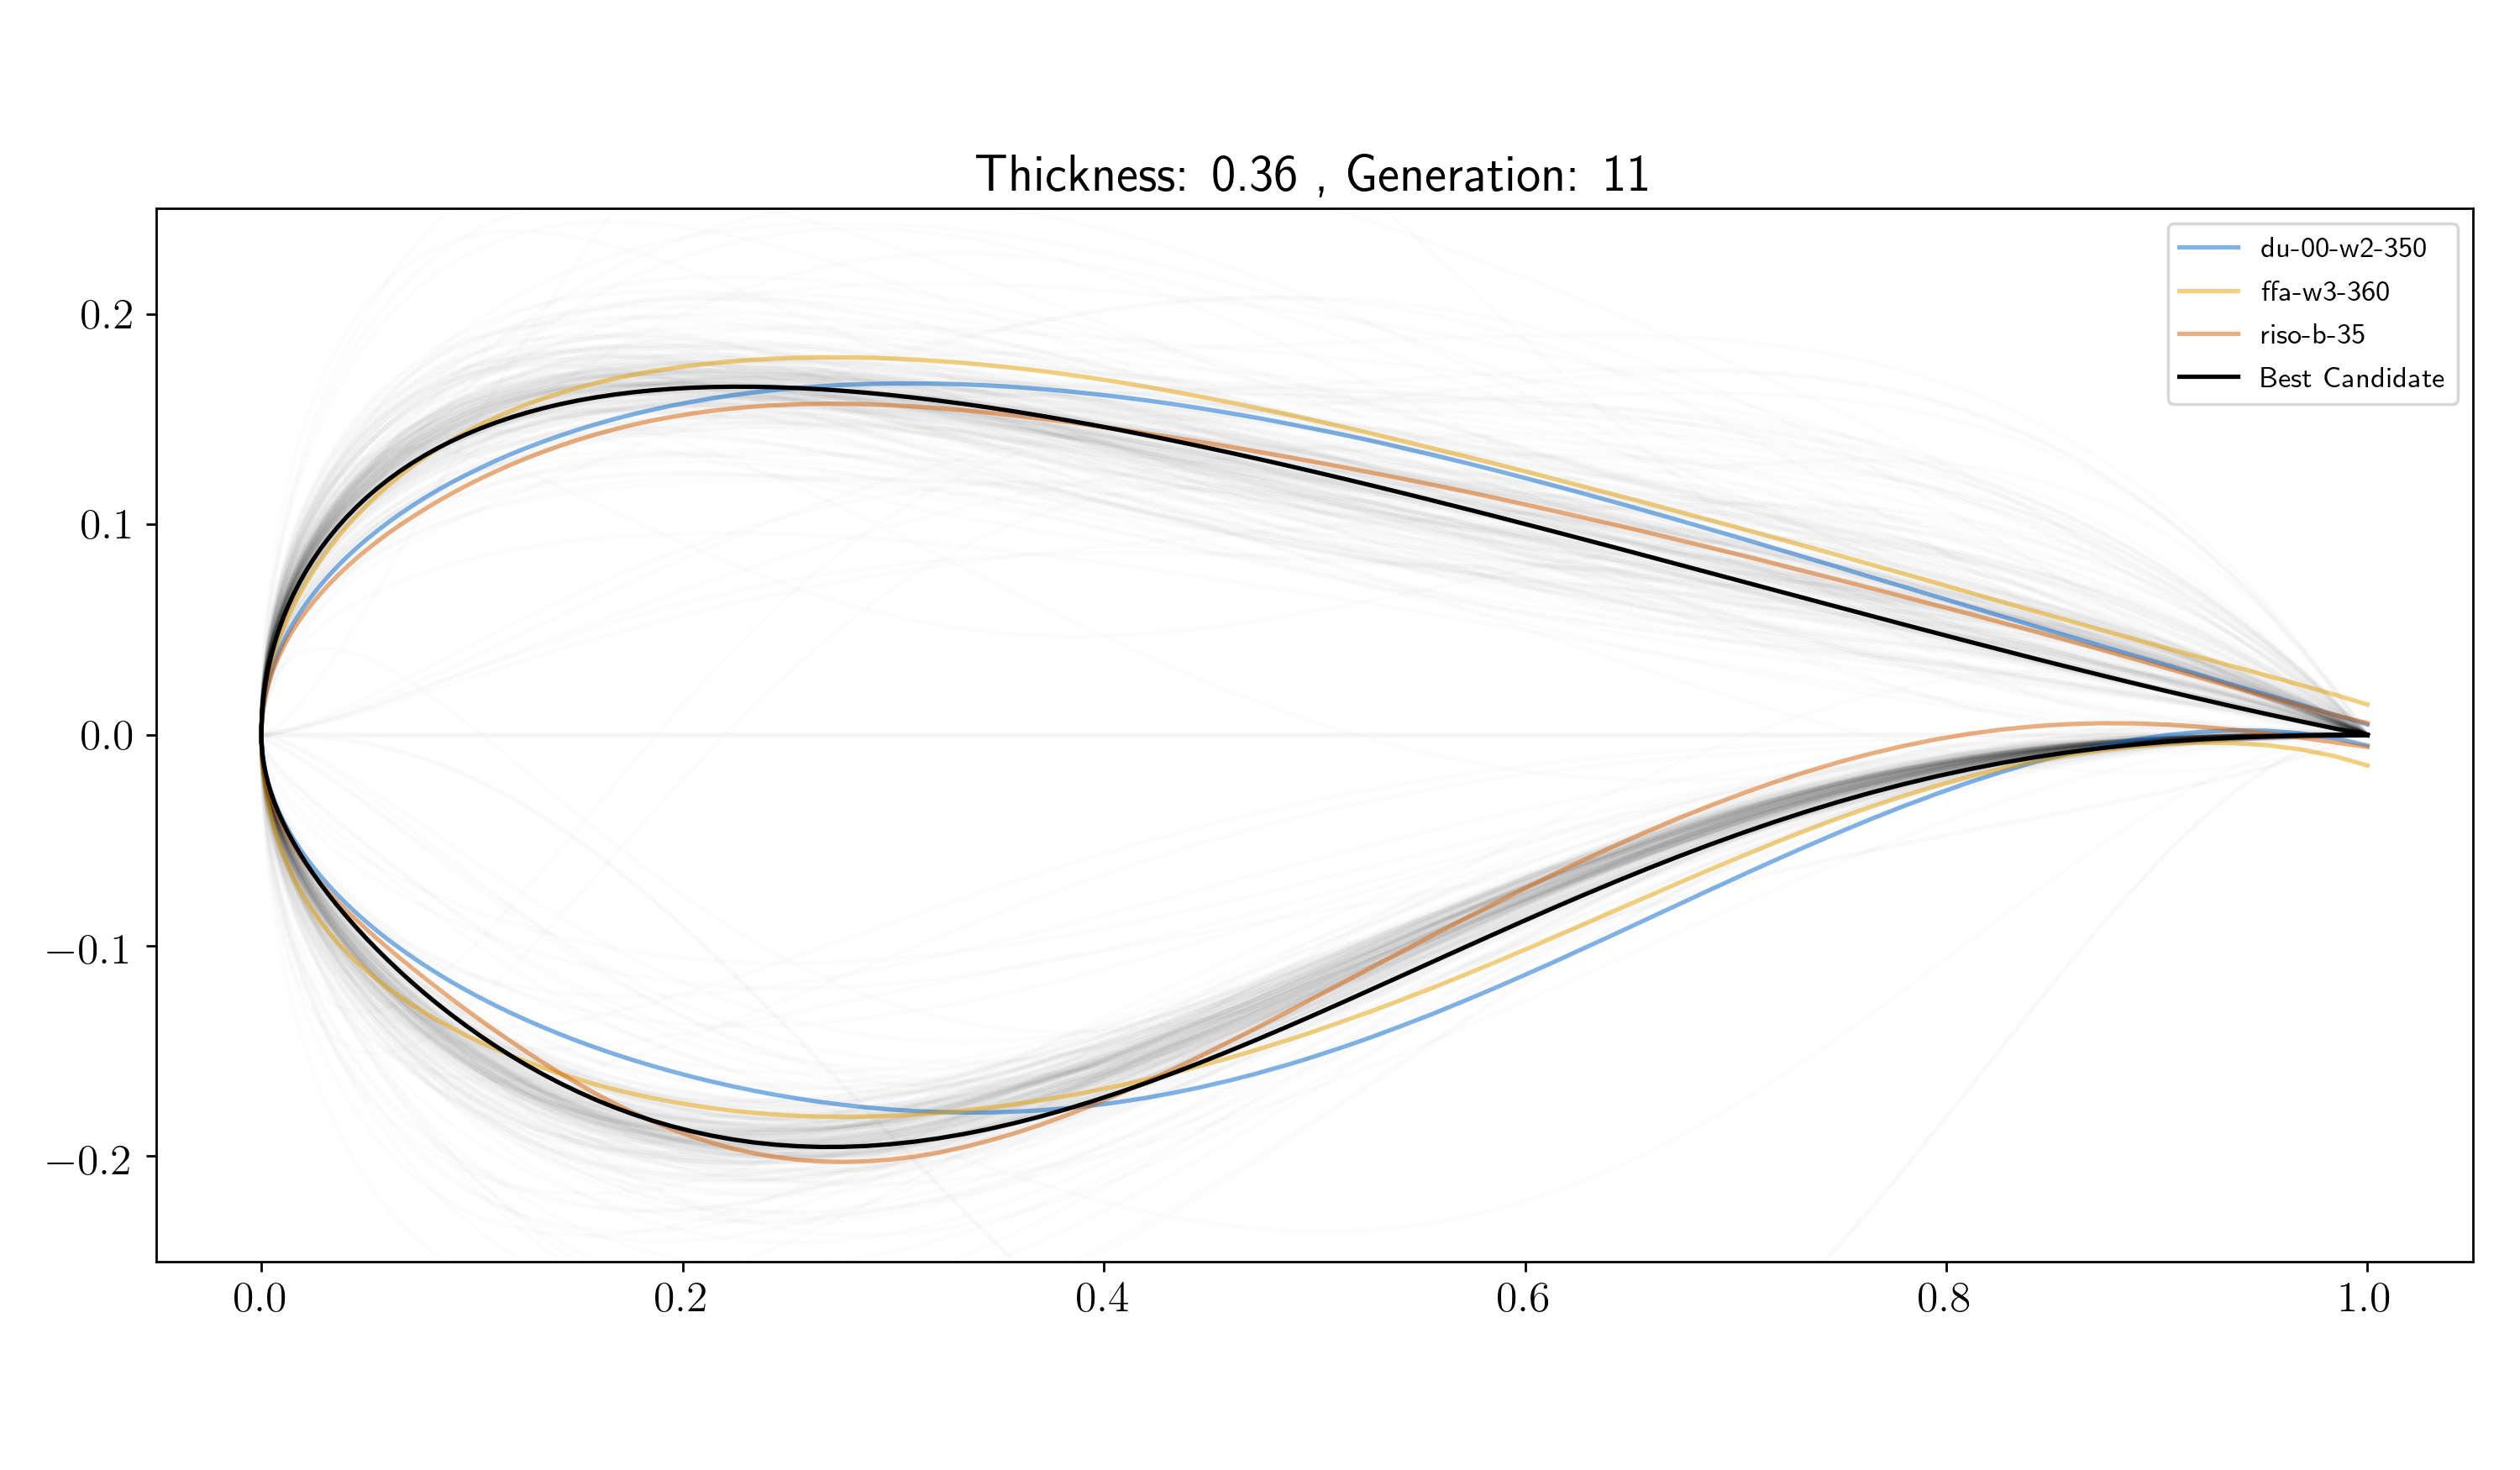 Thickness: 0.36 , Generation: 11
du-00-w2-350
ffa-w3-360
riso-b-35
Best Candidate
0.2
0.1
0.0
−0.1
−0.2
0.0 0.2 0.4 0.6 0.8 1.0